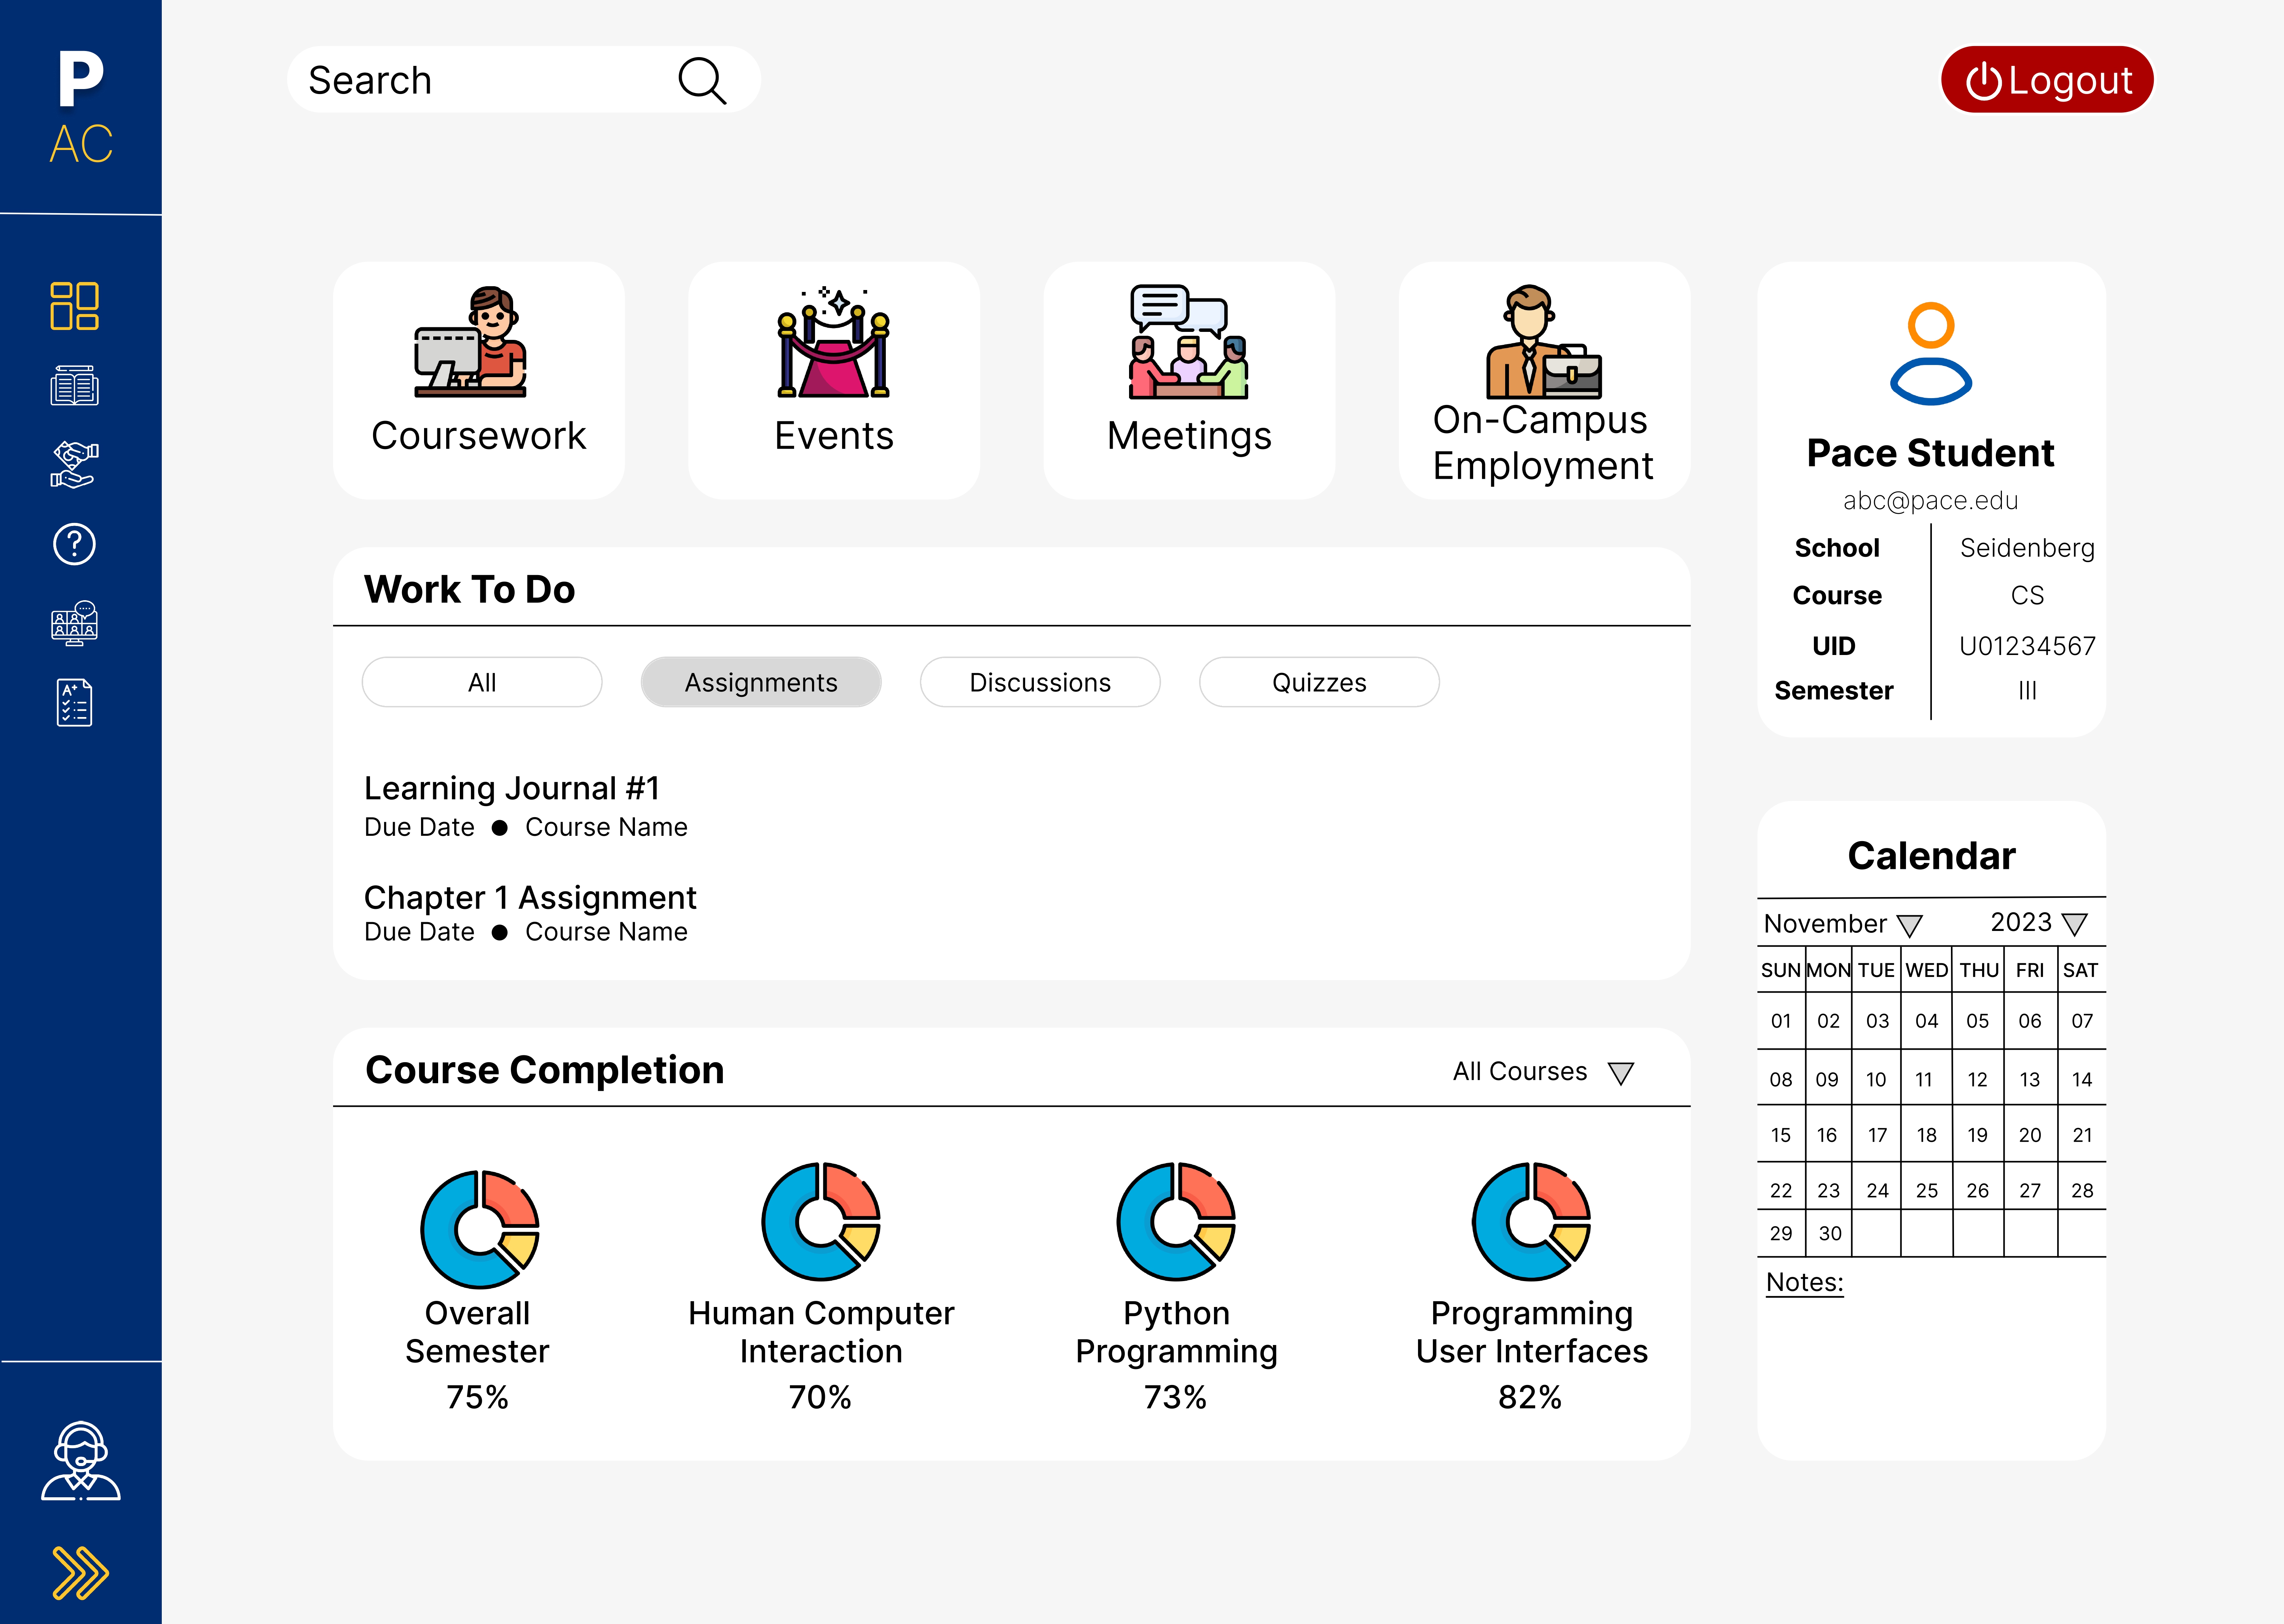 P
AC
Search
Logout
Coursework
Events
Meetings
On-Campus
Employment
Pace Student
abc@pace.edu
School Seidenberg
Course CS
UID U01234567
Semester III
Work To Do
All Assignments Discussions Quizzes
Learning Journal #1
Due Date ● Course Name
Chapter 1 Assignment
Due Date ● Course Name
Calendar
November 2023
SUN MON TUE WED THU FRI SAT
01 02 03 04 05 06 07
08 09 10 11 12 13 14
15 16 17 18 19 20 21
22 23 24 25 26 27 28
29 30
Notes:
Course Completion
All Courses
Overall
Semester
75%
Human Computer
Interaction
70%
Python
Programming
73%
Programming
User Interfaces
82%
A+
?